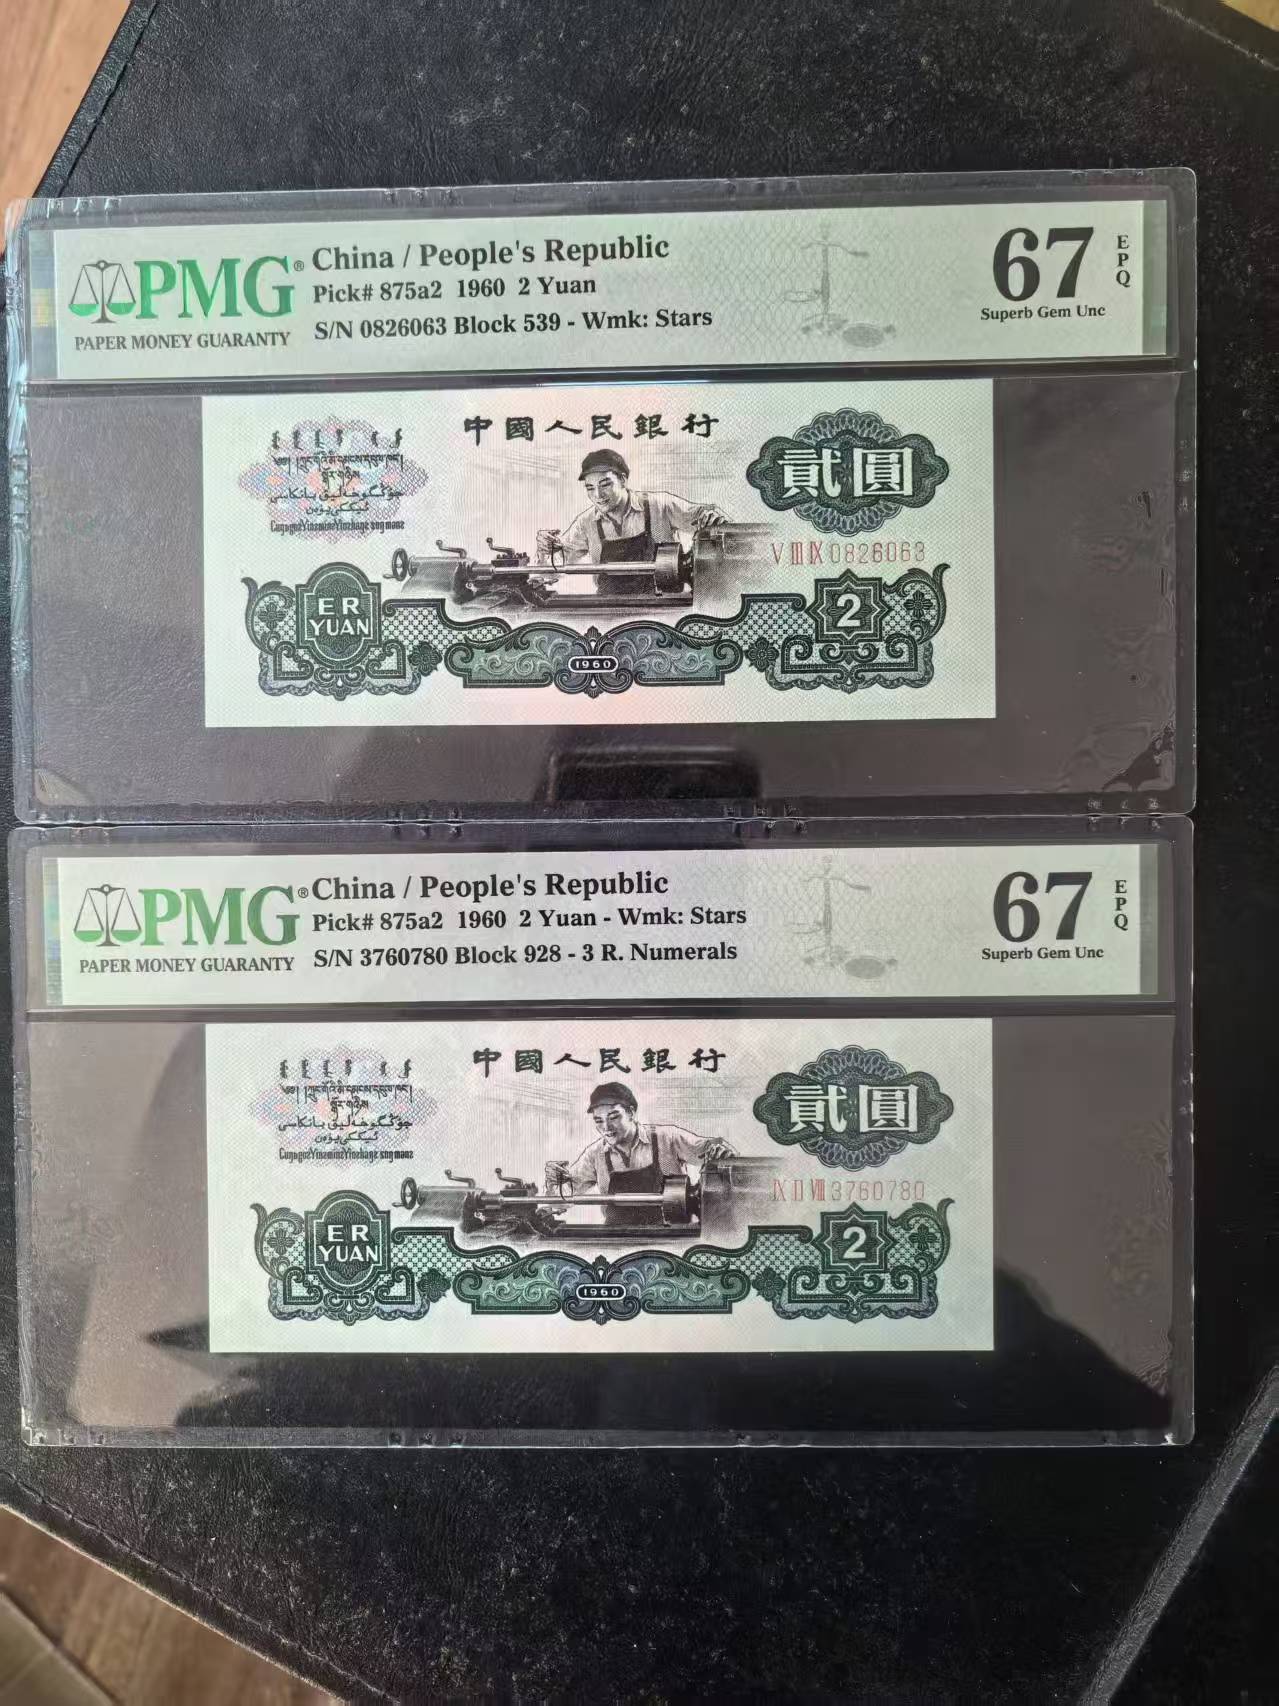 PMG®
PAPER MONEY GUARANTY
China / People's Republic
Pick# 875a2 1960 2 Yuan
S/N 0826063 Block 539 - Wmk: Stars
67 EPQ
Superb Gem Unc
中國人民銀行
貳圓
V III IX 0826063
ER YUAN
2
1960
PMG®
PAPER MONEY GUARANTY
China / People's Republic
Pick# 875a2 1960 2 Yuan - Wmk: Stars
S/N 3760780 Block 928 - 3 R. Numerals
67 EPQ
Superb Gem Unc
中國人民銀行
貳圓
IX II VIII 3760780
ER YUAN
2
1960